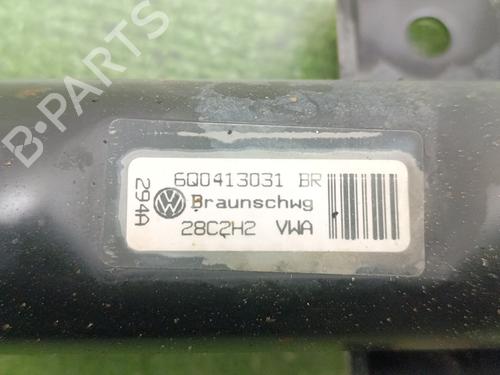 B-PARTS
6Q0413031 BR
294A
Braunschwg
28C2H2 VWA